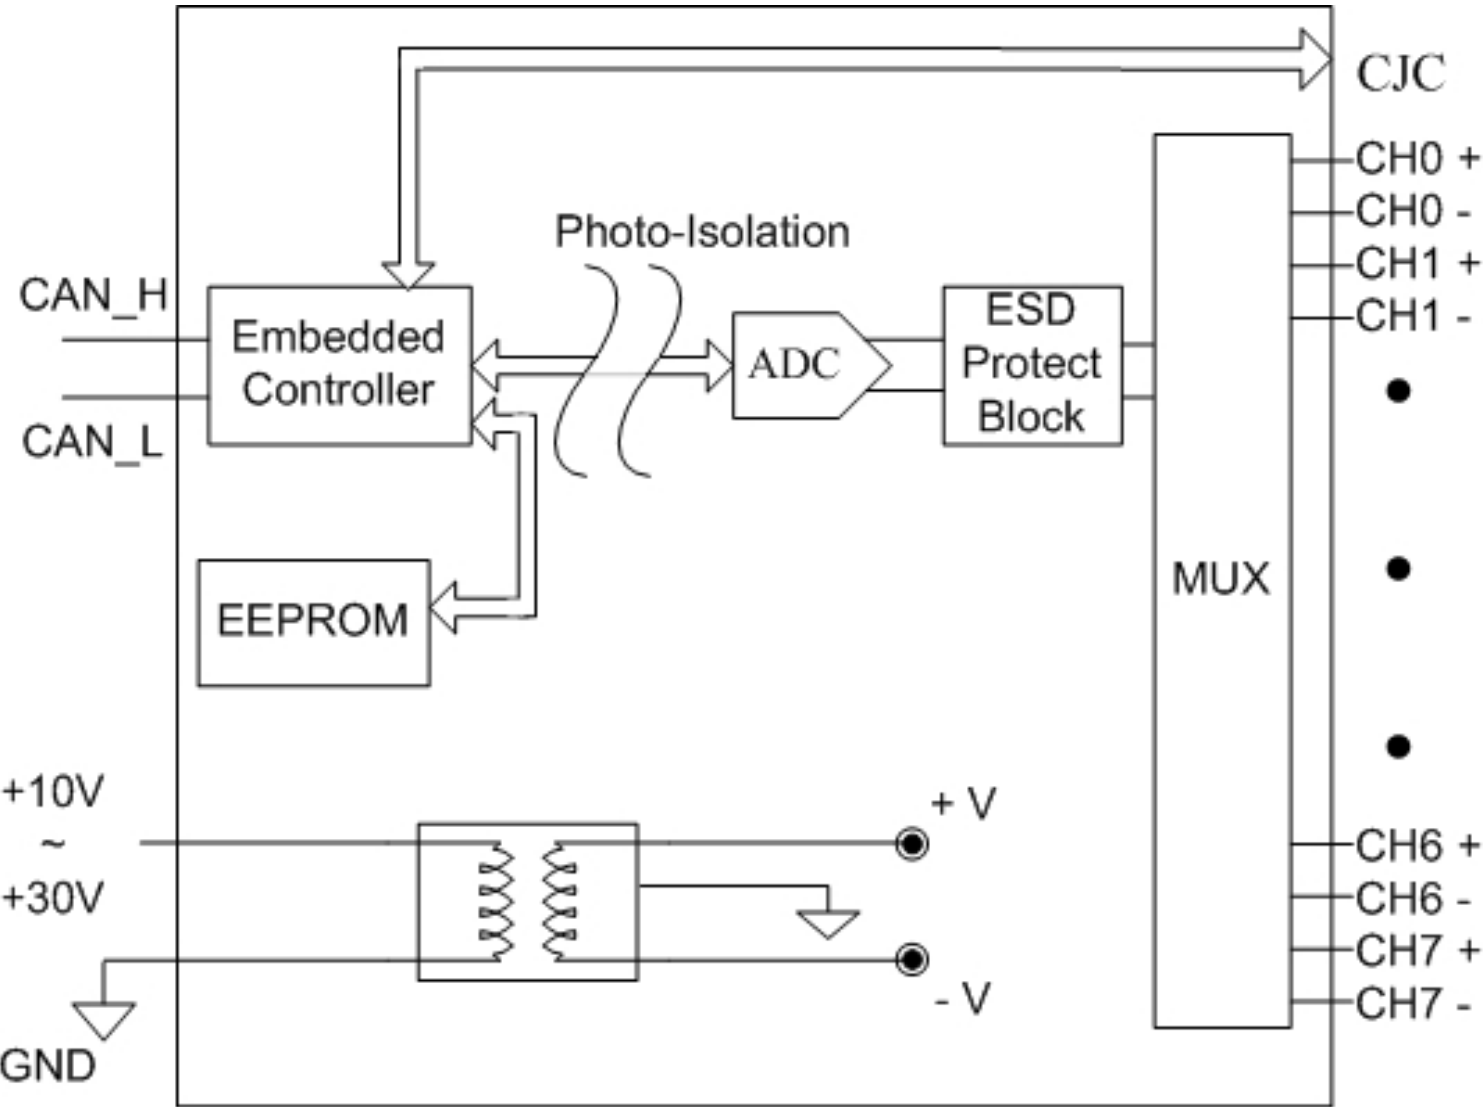 CJC
CH0 +
CH0 -
CH1 +
CH1 -
Photo-Isolation
CAN_H
CAN_L
Embedded
Controller
ADC
ESD
Protect
Block
MUX
EEPROM
+10V
~
+30V
GND
+ V
- V
CH6 +
CH6 -
CH7 +
CH7 -